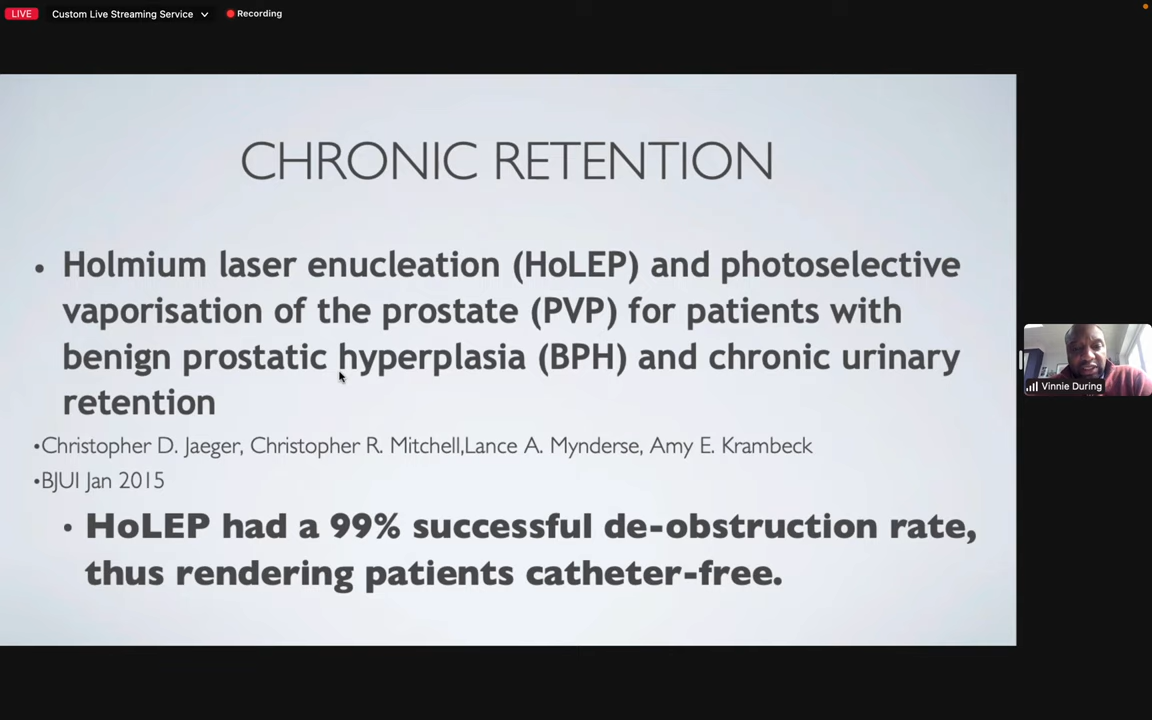 LIVE Custom Live Streaming Service Recording
CHRONIC RETENTION
• Holmium laser enucleation (HoLEP) and photoselective
vaporisation of the prostate (PVP) for patients with
benign prostatic hyperplasia (BPH) and chronic urinary
retention
•Christopher D. Jaeger, Christopher R. Mitchell,Lance A. Mynderse, Amy E. Krambeck
•BJUI Jan 2015
• HoLEP had a 99% successful de-obstruction rate,
thus rendering patients catheter-free.
Vinnie During